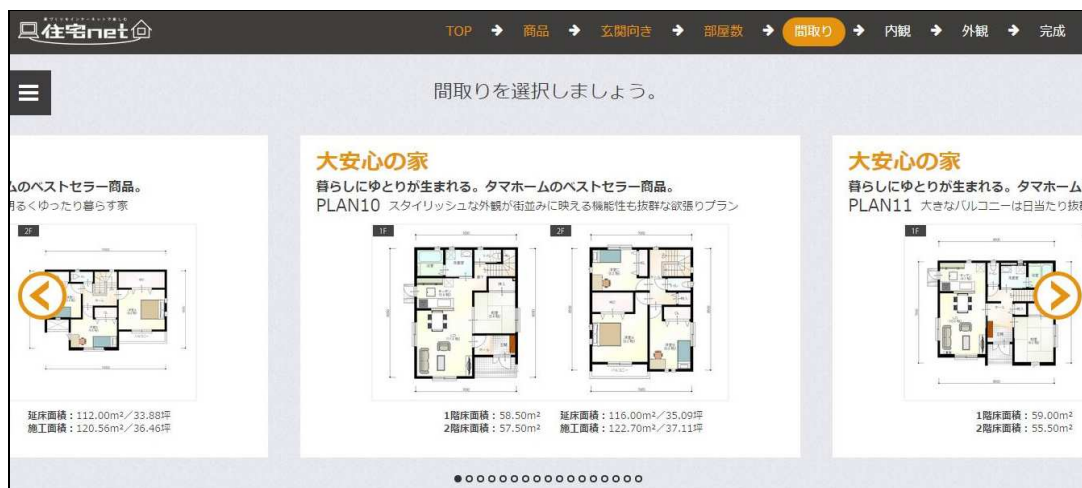 住宅net
TOP → 商品 → 玄関向き → 部屋数 → 間取り → 内観 → 外観 → 完成
間取りを選択しましょう。
ムのベストセラー商品。
明るくゆったり暮らす家
2F
延床面積：112.00m²／33.88坪
施工面積：120.56m²／36.46坪
大安心の家
暮らしにゆとりが生まれる。タマホームのベストセラー商品。
PLAN10 スタイリッシュな外観が街並みに映える機能性も抜群な欲張りプラン
1F
2F
1階床面積：58.50m² 延床面積：116.00m²／35.09坪
2階床面積：57.50m² 施工面積：122.70m²／37.11坪
大安心の家
暮らしにゆとりが生まれる。タマホーム
PLAN11 大きなバルコニーは日当たり抜
1F
1階床面積：59.00m²
2階床面積：55.50m²